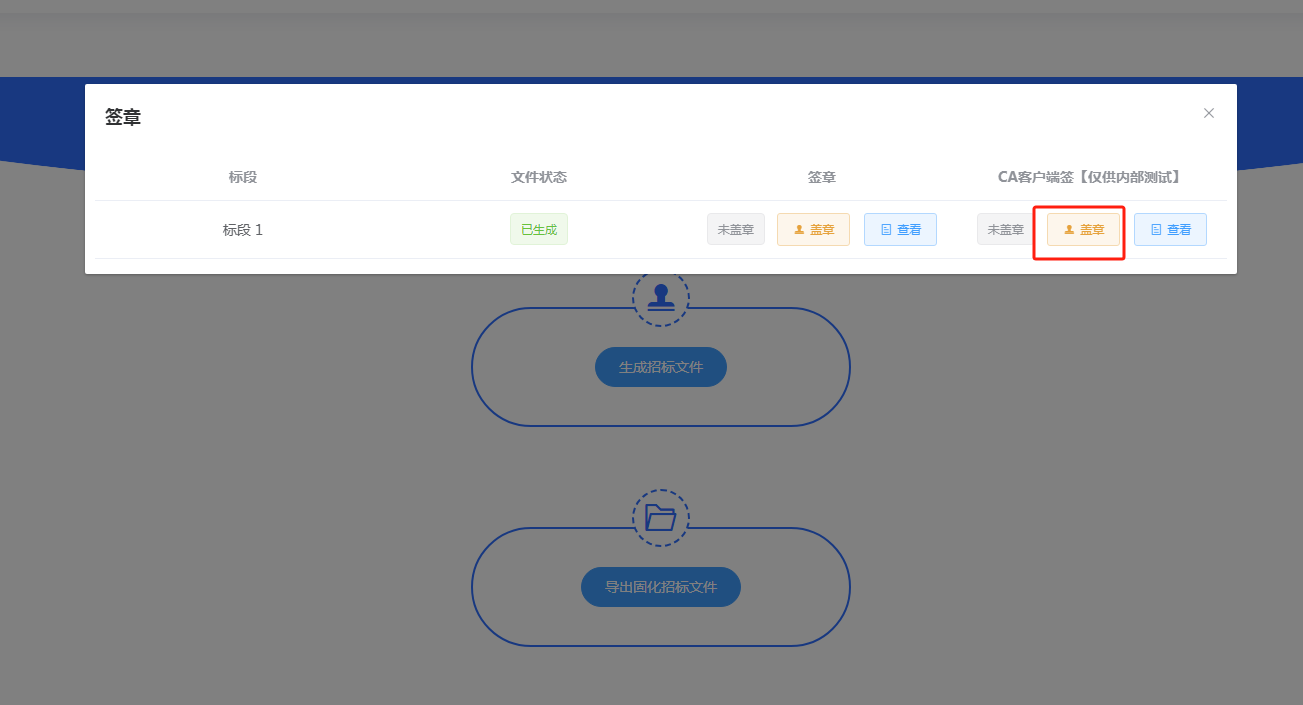 签章
标段 文件状态 签章 CA客户端签【仅供内部测试】
标段 1 已生成 未盖章 盖章 查看 未盖章 盖章 查看
生成招标文件
导出固化招标文件